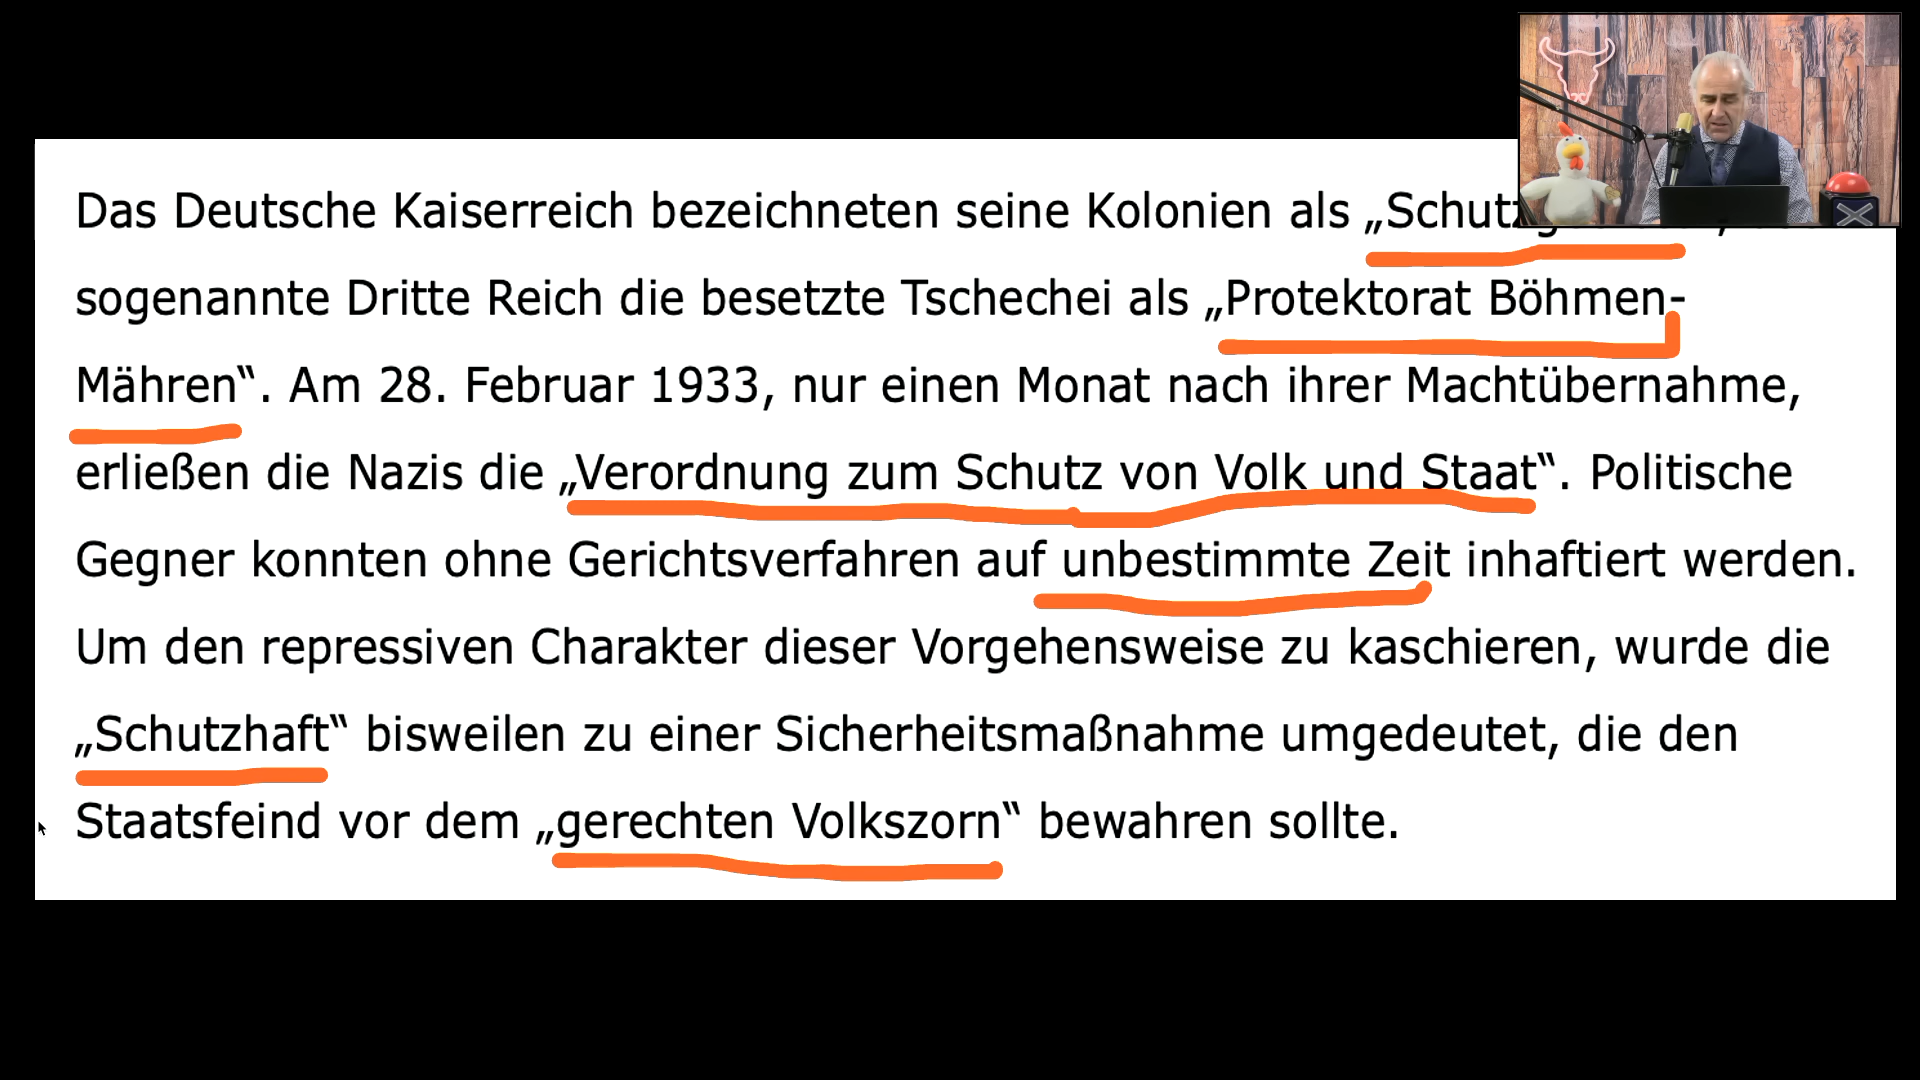 Das Deutsche Kaiserreich bezeichneten seine Kolonien als
sogenannte Dritte Reich die besetzte Tschechei als „Protektorat Böhmen-
Mähren“. Am 28. Februar 1933, nur einen Monat nach ihrer Machtübernahme,
erließen die Nazis die „Verordnung zum Schutz von Volk und Staat“. Politische
Gegner konnten ohne Gerichtsverfahren auf unbestimmte Zeit inhaftiert werden.
Um den repressiven Charakter dieser Vorgehensweise zu kaschieren, wurde die
„Schutzhaft“ bisweilen zu einer Sicherheitsmaßnahme umgedeutet, die den
Staatsfeind vor dem „gerechten Volkszorn“ bewahren sollte.